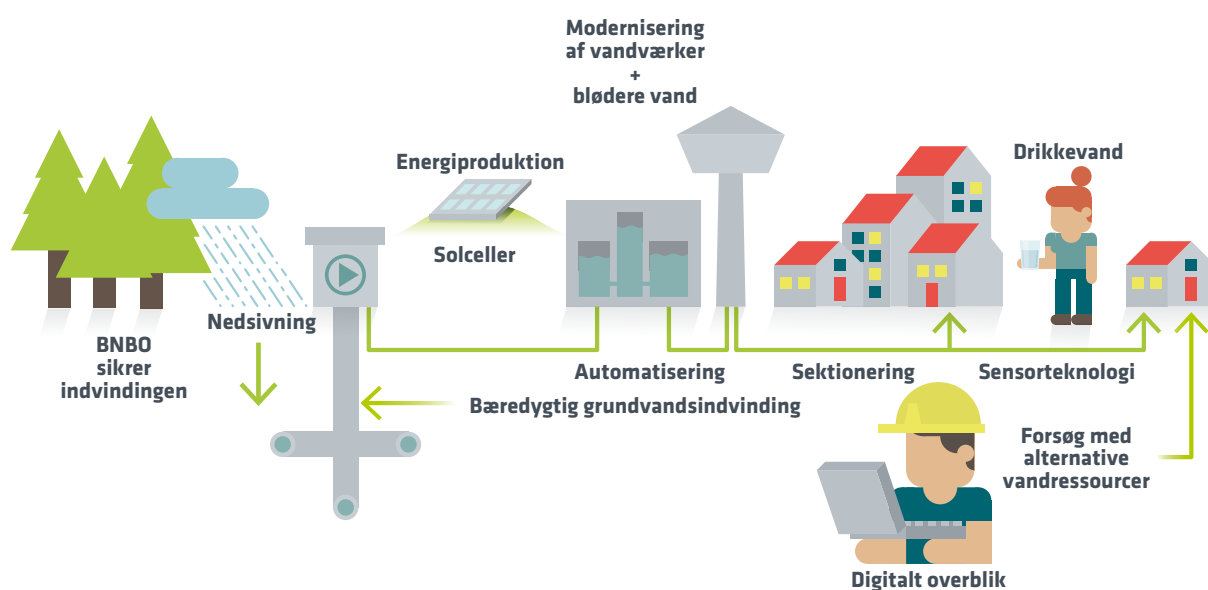 Modernisering
af vandværker
+
blødere vand
Energiproduktion
Solceller
Drikkevand
Nedsivning
BNBO
sikrer
indvindingen
Automatisering
Sektionering
Sensorteknologi
Bæredygtig grundvandsindvinding
Forsøg med
alternative
vandressourcer
Digitalt overblik